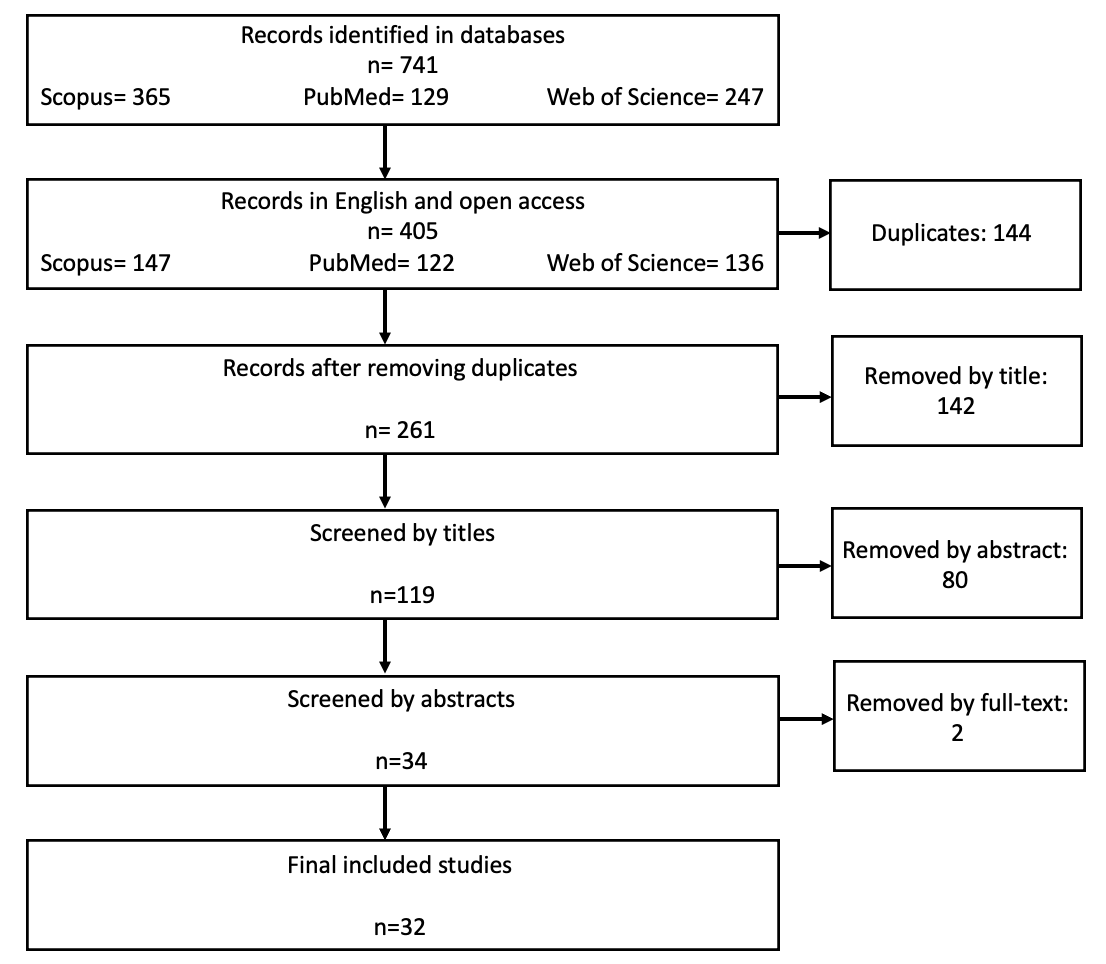 Records identified in databases
n= 741
Scopus= 365 PubMed= 129 Web of Science= 247
Records in English and open access
n= 405
Scopus= 147 PubMed= 122 Web of Science= 136
Duplicates: 144
Records after removing duplicates
n= 261
Removed by title:
142
Screened by titles
n=119
Removed by abstract:
80
Screened by abstracts
n=34
Removed by full-text:
2
Final included studies
n=32